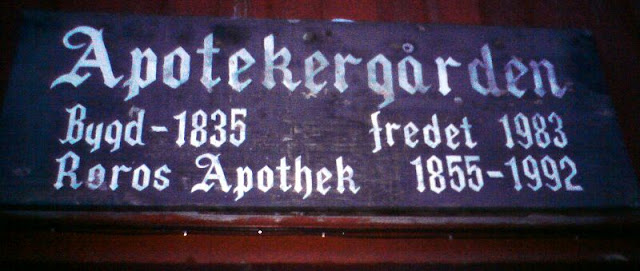 Apotekergården
Bygd-1835 fredet 1983
Røros Apothek 1855-1992